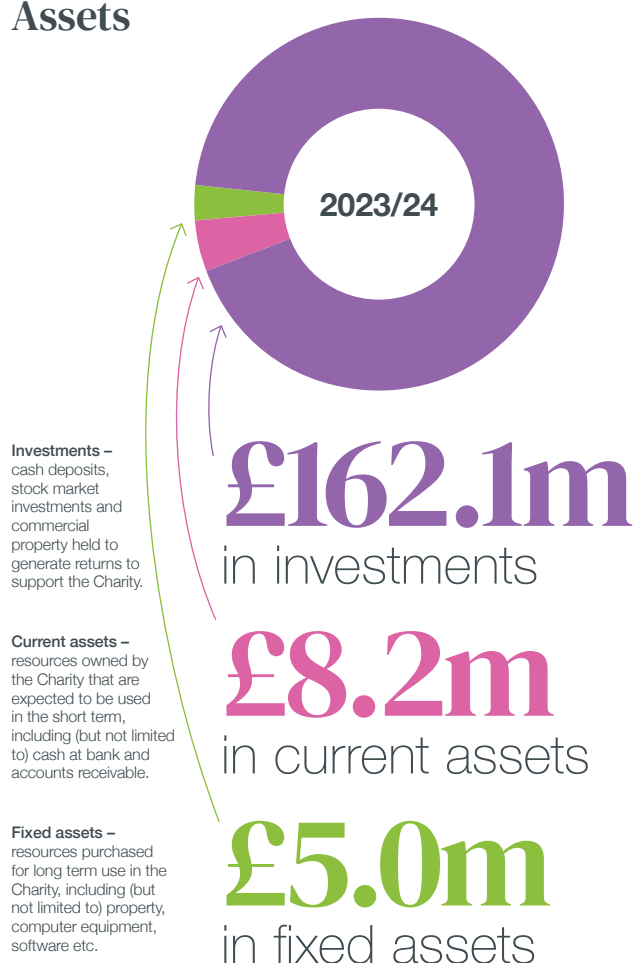 Assets
2023/24
Investments –
cash deposits,
stock market
investments and
commercial
property held to
generate returns to
support the Charity.
£162.1m
in investments
Current assets –
resources owned by
the Charity that are
expected to be used
in the short term,
including (but not limited
to) cash at bank and
accounts receivable.
£8.2m
in current assets
Fixed assets –
resources purchased
for long term use in the
Charity, including (but
not limited to) property,
computer equipment,
software etc.
£5.0m
in fixed assets